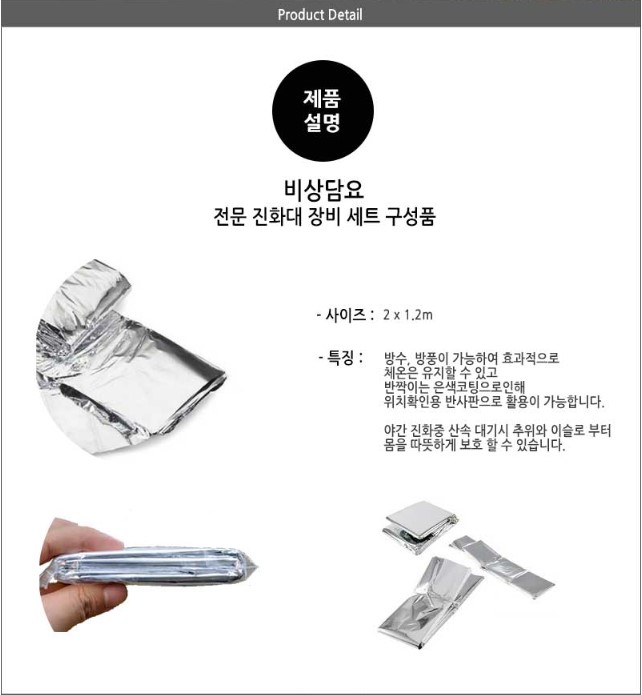 Product Detail
제품
설명
비상담요
전문 진화대 장비 세트 구성품
- 사이즈 : 2 x 1.2m
- 특징 : 방수, 방풍이 가능하여 효과적으로
체온은 유지할 수 있고
반짝이는 은색코팅으로인해
위치확인용 반사판으로 활용이 가능합니다.
야간 진화중 산속 대기시 추위와 이슬로 부터
몸을 따뜻하게 보호 할 수 있습니다.